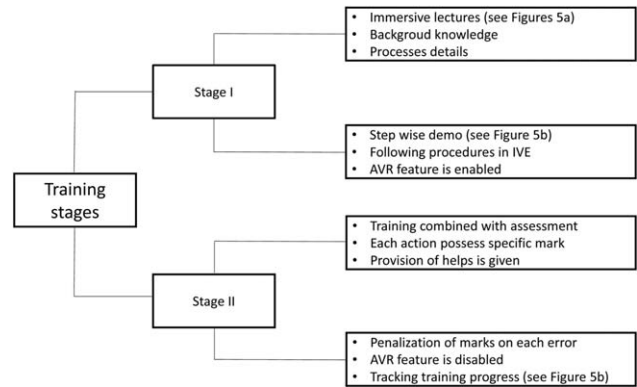 • Immersive lectures (see Figures 5a)
• Backgroud knowledge
• Processes details
Stage I
• Step wise demo (see Figure 5b)
• Following procedures in IVE
• AVR feature is enabled
Training
stages
• Training combined with assessment
• Each action possess specific mark
• Provision of helps is given
Stage II
• Penalization of marks on each error
• AVR feature is disabled
• Tracking training progress (see Figure 5b)